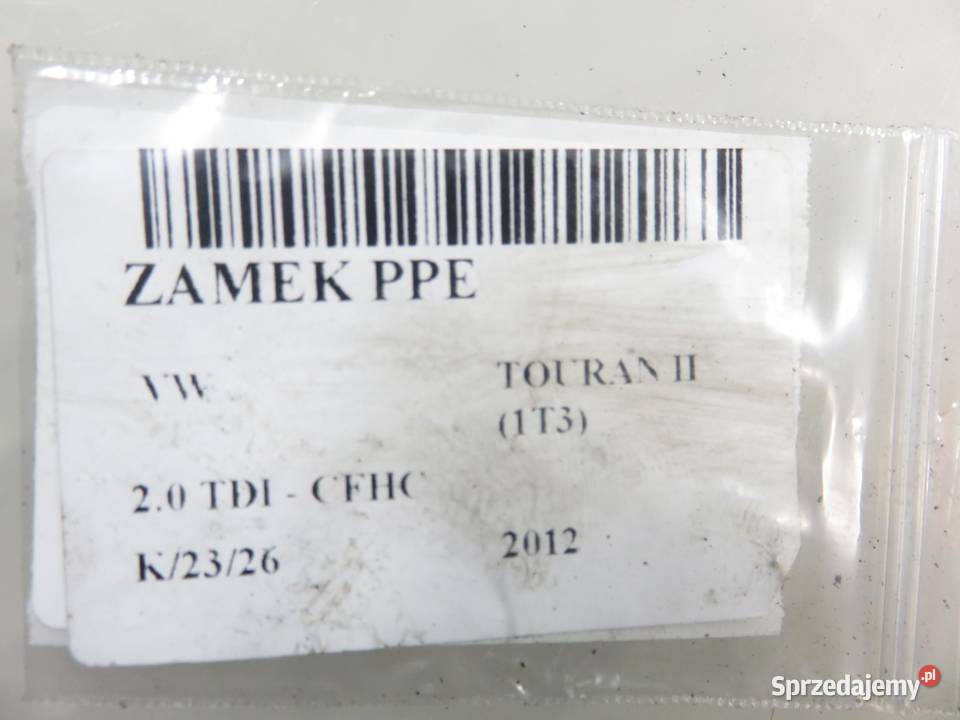 ZAMEK PPE
VW TOURAN II
(1T3)
2.0 TDI - CFHC
K/23/26 2012
Sprzedajemy.pl